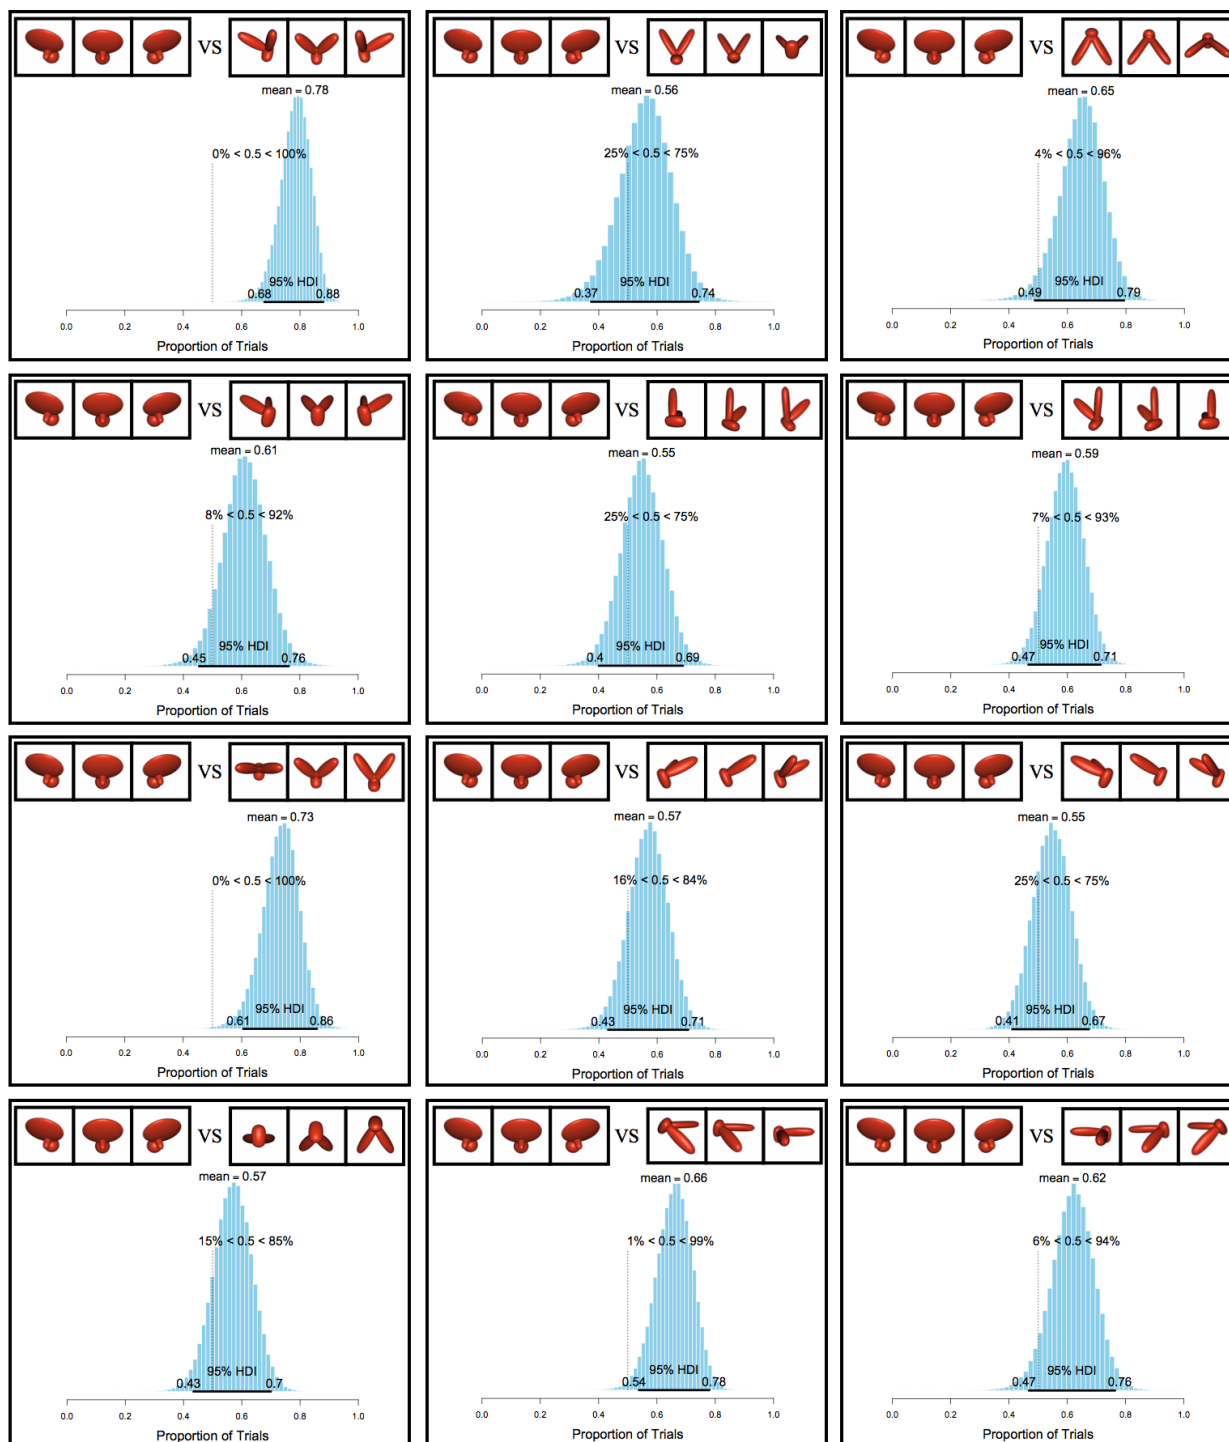 VS
mean = 0.78
0% < 0.5 < 100%
95% HDI
0.68 0.88
0.0 0.2 0.4 0.6 0.8 1.0
Proportion of Trials
VS
mean = 0.56
25% < 0.5 < 75%
95% HDI
0.37 0.74
0.0 0.2 0.4 0.6 0.8 1.0
Proportion of Trials
VS
mean = 0.65
4% < 0.5 < 96%
95% HDI
0.49 0.79
0.0 0.2 0.4 0.6 0.8 1.0
Proportion of Trials
VS
mean = 0.61
8% < 0.5 < 92%
95% HDI
0.45 0.76
0.0 0.2 0.4 0.6 0.8 1.0
Proportion of Trials
VS
mean = 0.55
25% < 0.5 < 75%
95% HDI
0.4 0.69
0.0 0.2 0.4 0.6 0.8 1.0
Proportion of Trials
VS
mean = 0.59
7% < 0.5 < 93%
95% HDI
0.47 0.71
0.0 0.2 0.4 0.6 0.8 1.0
Proportion of Trials
VS
mean = 0.73
0% < 0.5 < 100%
95% HDI
0.61 0.86
0.0 0.2 0.4 0.6 0.8 1.0
Proportion of Trials
VS
mean = 0.57
16% < 0.5 < 84%
95% HDI
0.43 0.71
0.0 0.2 0.4 0.6 0.8 1.0
Proportion of Trials
VS
mean = 0.55
25% < 0.5 < 75%
95% HDI
0.41 0.67
0.0 0.2 0.4 0.6 0.8 1.0
Proportion of Trials
VS
mean = 0.57
15% < 0.5 < 85%
95% HDI
0.43 0.7
0.0 0.2 0.4 0.6 0.8 1.0
Proportion of Trials
VS
mean = 0.66
1% < 0.5 < 99%
95% HDI
0.54 0.78
0.0 0.2 0.4 0.6 0.8 1.0
Proportion of Trials
VS
mean = 0.62
6% < 0.5 < 94%
95% HDI
0.47 0.76
0.0 0.2 0.4 0.6 0.8 1.0
Proportion of Trials